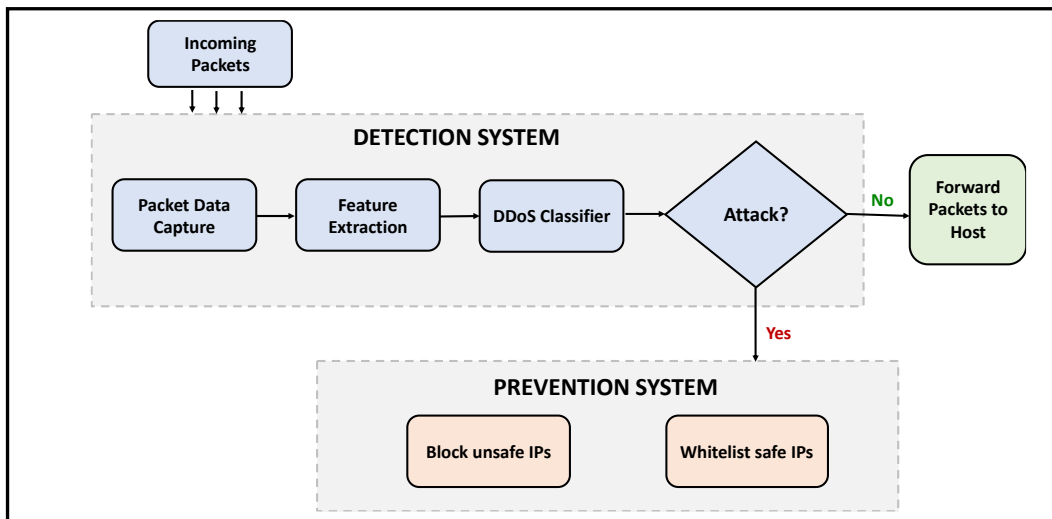 Incoming
Packets
DETECTION SYSTEM
Packet Data
Capture
Feature
Extraction
DDoS Classifier
Attack?
No
Forward
Packets to
Host
Yes
PREVENTION SYSTEM
Block unsafe IPs
Whitelist safe IPs